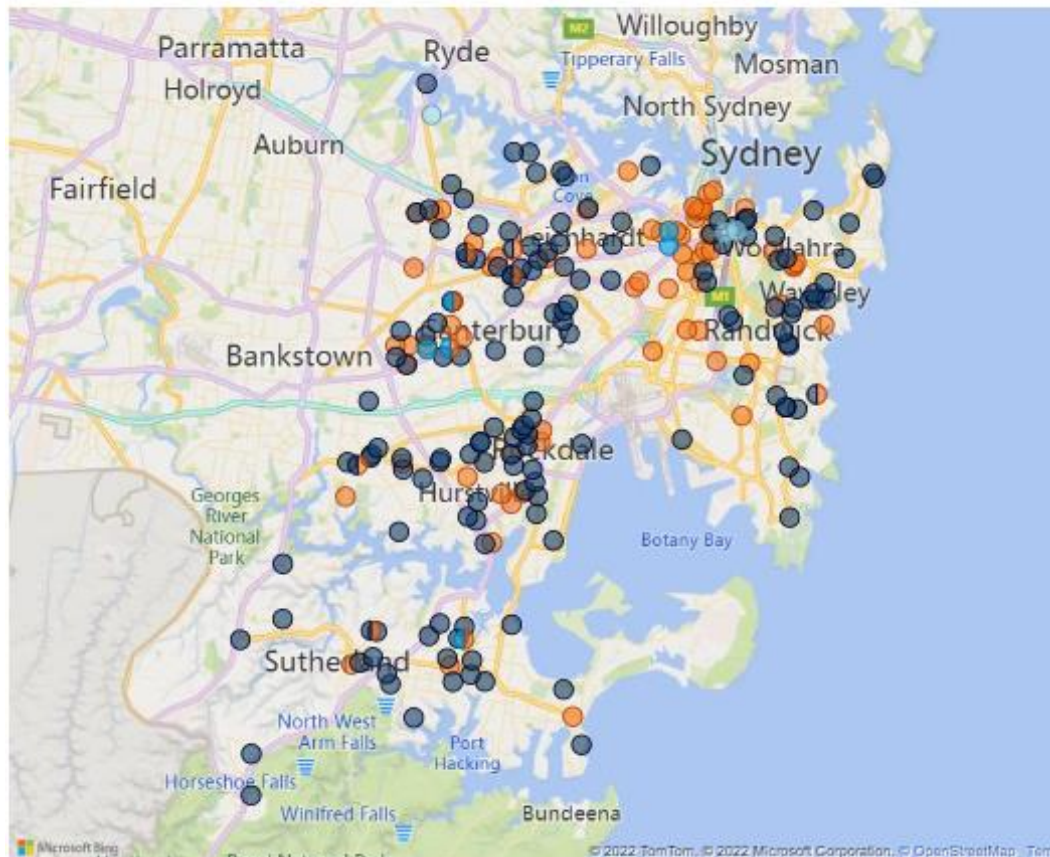 Willoughby
M2
Parramatta
Ryde
Tipperary Falls
Mosman
Holroyd
North Sydney
Auburn
Sydney
Fairfield
Cove
Leichhardt
Woollahra
M1
Waverley
Canterbury
Randwick
Bankstown
Rockdale
Hurstville
Georges
River
National
Park
Botany Bay
Sutherland
North West
Arm Falls
Port
Hacking
Horseshoe Falls
Winifred Falls
Bundeena
Microsoft Bing
© 2022 TomTom, © 2022 Microsoft Corporation, © OpenStreetMap